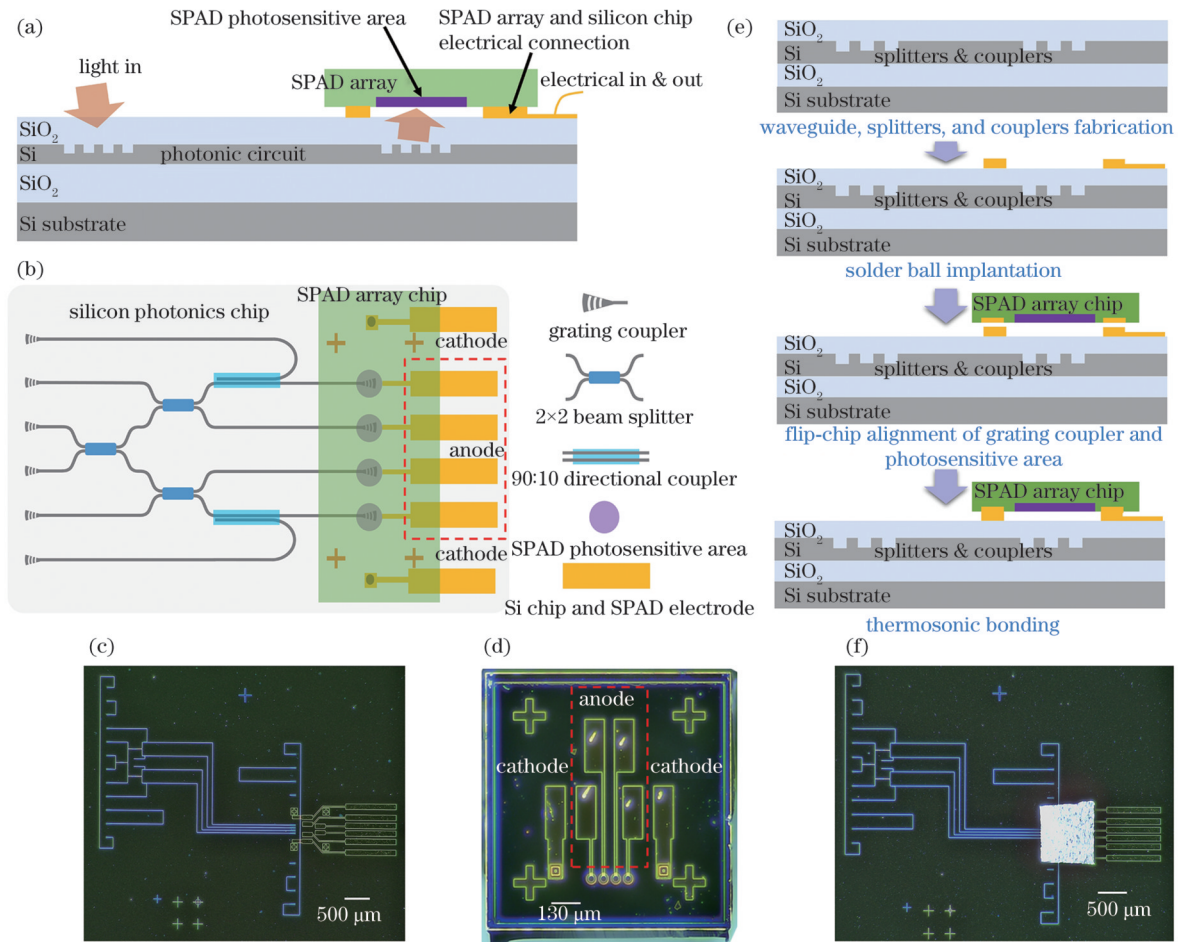 (a)
SPAD photosensitive area
SPAD array and silicon chip
electrical connection
light in
SPAD array
electrical in & out
SiO2
Si
photonic circuit
SiO2
Si substrate
(b)
silicon photonics chip
SPAD array chip
cathode
anode
cathode
grating coupler
2×2 beam splitter
90:10 directional coupler
SPAD photosensitive area
Si chip and SPAD electrode
(e)
SiO2
Si
splitters & couplers
SiO2
Si substrate
waveguide, splitters, and couplers fabrication
SiO2
Si
splitters & couplers
SiO2
Si substrate
solder ball implantation
SPAD array chip
SiO2
Si
splitters & couplers
SiO2
Si substrate
flip-chip alignment of grating coupler and
photosensitive area
SPAD array chip
SiO2
Si
splitters & couplers
SiO2
Si substrate
thermosonic bonding
(c)
500 μm
(d)
anode
cathode
cathode
130 μm
(f)
500 μm